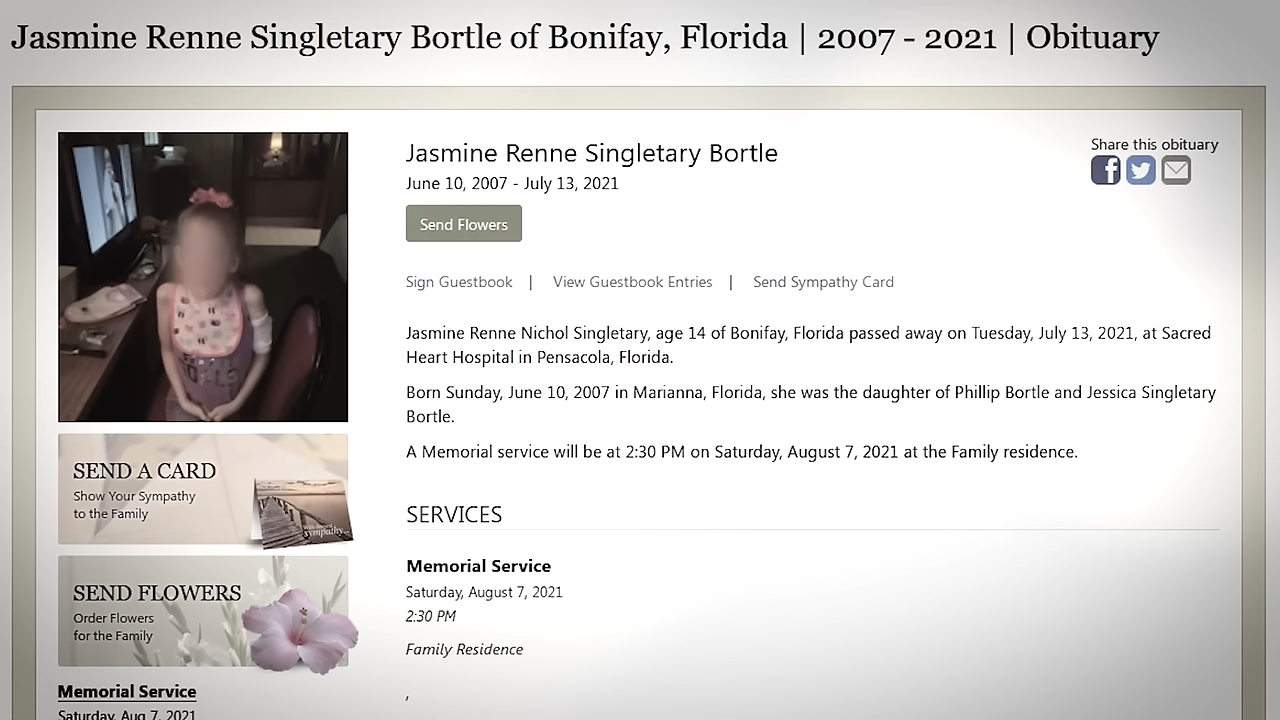 Jasmine Renne Singletary Bortle of Bonifay, Florida | 2007 - 2021 | Obituary
Jasmine Renne Singletary Bortle
June 10, 2007 - July 13, 2021
Share this obituary
Send Flowers
Sign Guestbook | View Guestbook Entries | Send Sympathy Card
Jasmine Renne Nichol Singletary, age 14 of Bonifay, Florida passed away on Tuesday, July 13, 2021, at Sacred
Heart Hospital in Pensacola, Florida.
Born Sunday, June 10, 2007 in Marianna, Florida, she was the daughter of Phillip Bortle and Jessica Singletary
Bortle.
A Memorial service will be at 2:30 PM on Saturday, August 7, 2021 at the Family residence.
SERVICES
Memorial Service
Saturday, August 7, 2021
2:30 PM
Family Residence
,
SEND A CARD
Show Your Sympathy
to the Family
sympathy
SEND FLOWERS
Order Flowers
for the Family
Memorial Service
Saturday, Aug 7, 2021